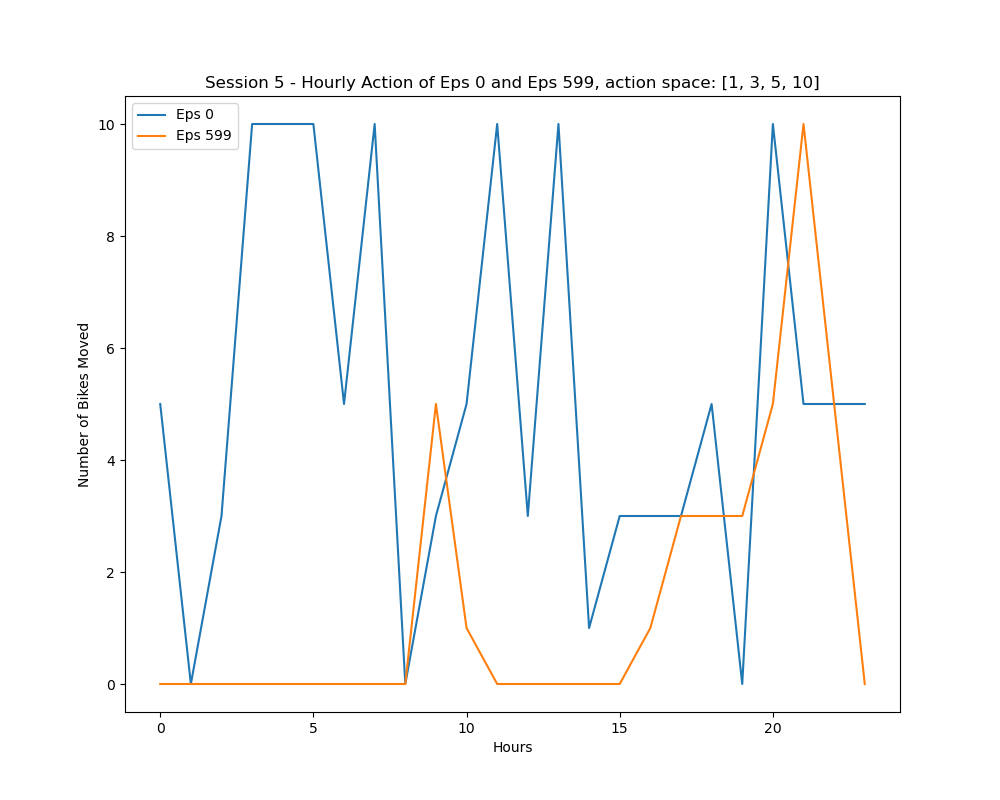 Session 5 - Hourly Action of Eps 0 and Eps 599, action space: [1, 3, 5, 10]
Eps 0
Eps 599
10
8
6
4
2
0
Number of Bikes Moved
0 5 10 15 20
Hours